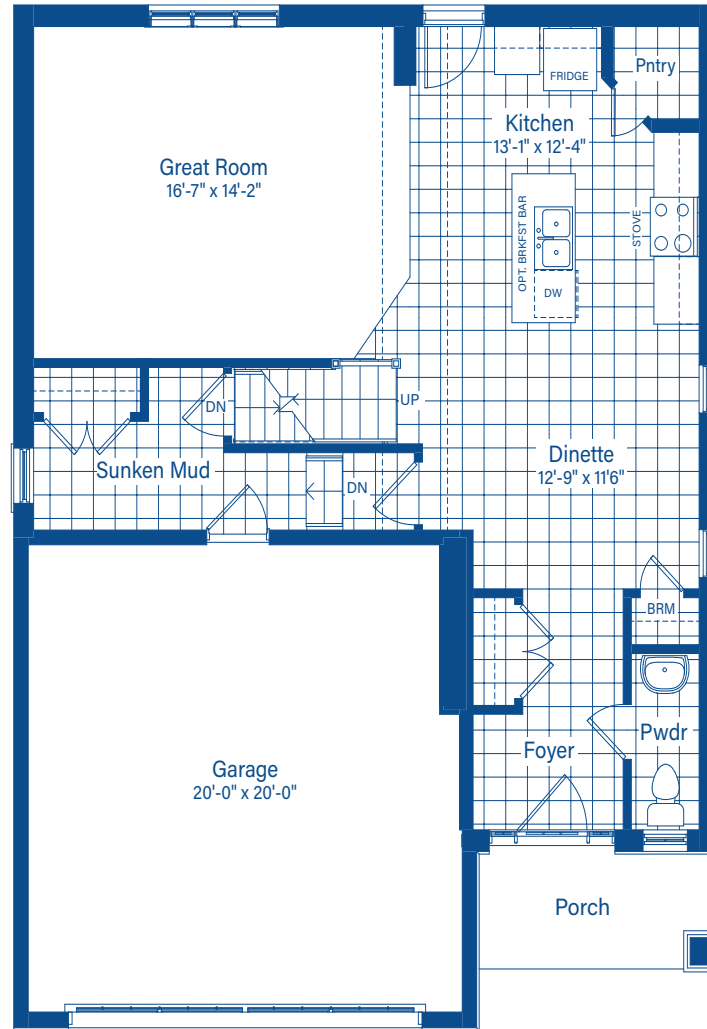 FRIDGE
Pntry
Kitchen
13'-1" x 12'-4"
Great Room
16'-7" x 14'-2"
OPT. BRKFST BAR
STOVE
DW
DN
UP
Sunken Mud
DN
Dinette
12'-9" x 11'6"
BRM
Foyer
Pwdr
Garage
20'-0" x 20'-0"
Porch